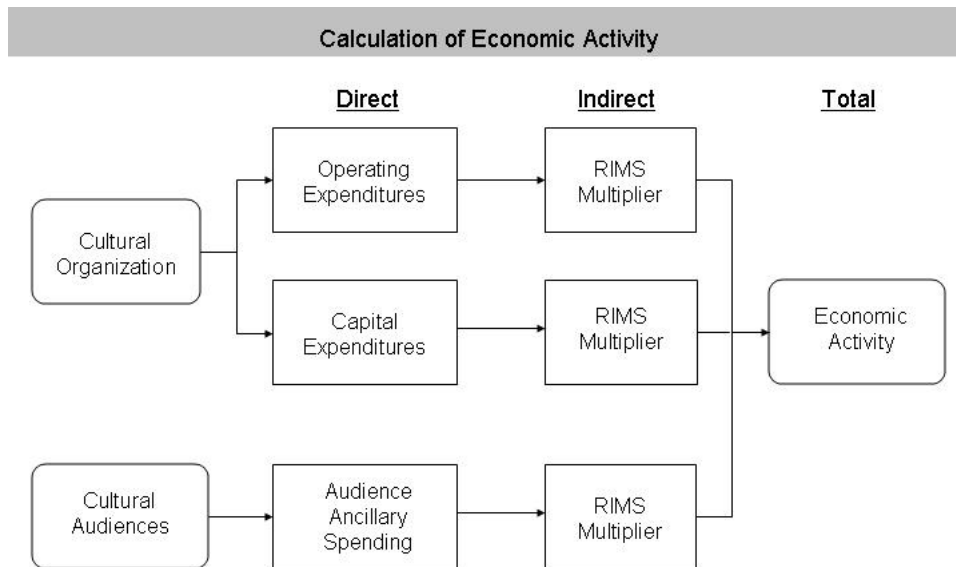 Calculation of Economic Activity
Direct
Indirect
Total
Operating
Expenditures
RIMS
Multiplier
Cultural
Organization
Capital
Expenditures
RIMS
Multiplier
Economic
Activity
Cultural
Audiences
Audience
Ancillary
Spending
RIMS
Multiplier